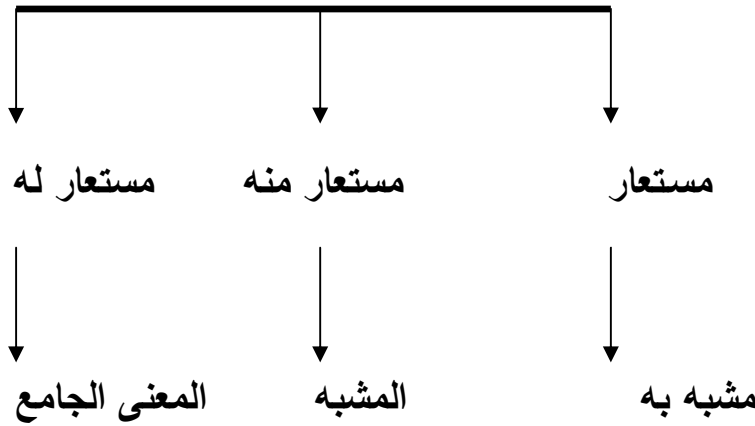 مستعار مستعار منه مستعار له
مشبه به المشبه المعنى الجامع